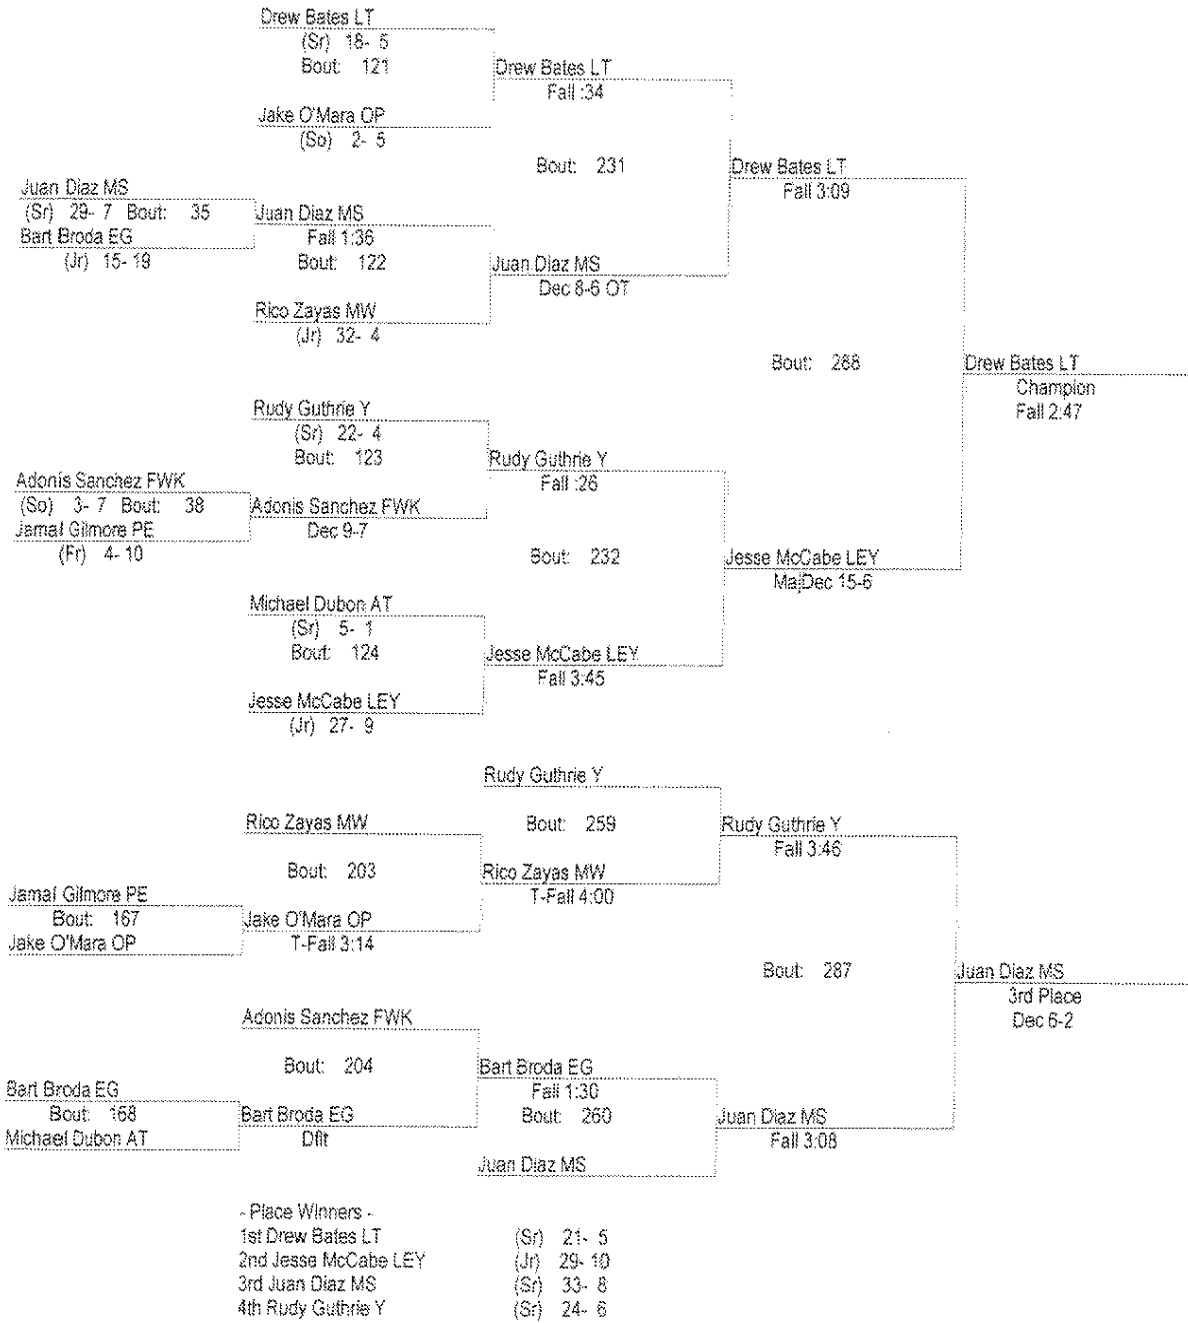 Drew Bates LT
(Sr) 18- 5
Bout: 121
Drew Bates LT
Fall :34
Jake O'Mara OP
(So) 2- 5
Bout: 231
Drew Bates LT
Fall 3:09
Juan Diaz MS
(Sr) 29- 7 Bout: 35
Juan Diaz MS
Bart Broda EG
Fall 1:36
(Jr) 15- 19
Bout: 122
Juan Diaz MS
Dec 8-6 OT
Rico Zayas MW
(Jr) 32- 4
Bout: 288
Drew Bates LT
Champion
Fall 2:47
Rudy Guthrie Y
(Sr) 22- 4
Bout: 123
Rudy Guthrie Y
Fall :26
Adonis Sanchez FWK
(So) 3- 7 Bout: 38
Adonis Sanchez FWK
Jamal Gilmore PE
Dec 9-7
(Fr) 4- 10
Bout: 232
Jesse McCabe LEY
MajDec 15-6
Michael Dubon AT
(Sr) 5- 1
Bout: 124
Jesse McCabe LEY
Fall 3:45
Jesse McCabe LEY
(Jr) 27- 9
Rudy Guthrie Y
Rico Zayas MW
Bout: 259
Rudy Guthrie Y
Fall 3:46
Bout: 203
Rico Zayas MW
T-Fall 4:00
Jamal Gilmore PE
Bout: 167
Jake O'Mara OP
Jake O'Mara OP
T-Fall 3:14
Bout: 287
Juan Diaz MS
3rd Place
Dec 6-2
Adonis Sanchez FWK
Bout: 204
Bart Broda EG
Fall 1:30
Bart Broda EG
Bout: 168
Bart Broda EG
Bout: 260
Juan Diaz MS
Michael Dubon AT
Dflt
Fall 3:08
Juan Diaz MS
- Place Winners -
1st Drew Bates LT (Sr) 21- 5
2nd Jesse McCabe LEY (Jr) 29- 10
3rd Juan Diaz MS (Sr) 33- 8
4th Rudy Guthrie Y (Sr) 24- 6